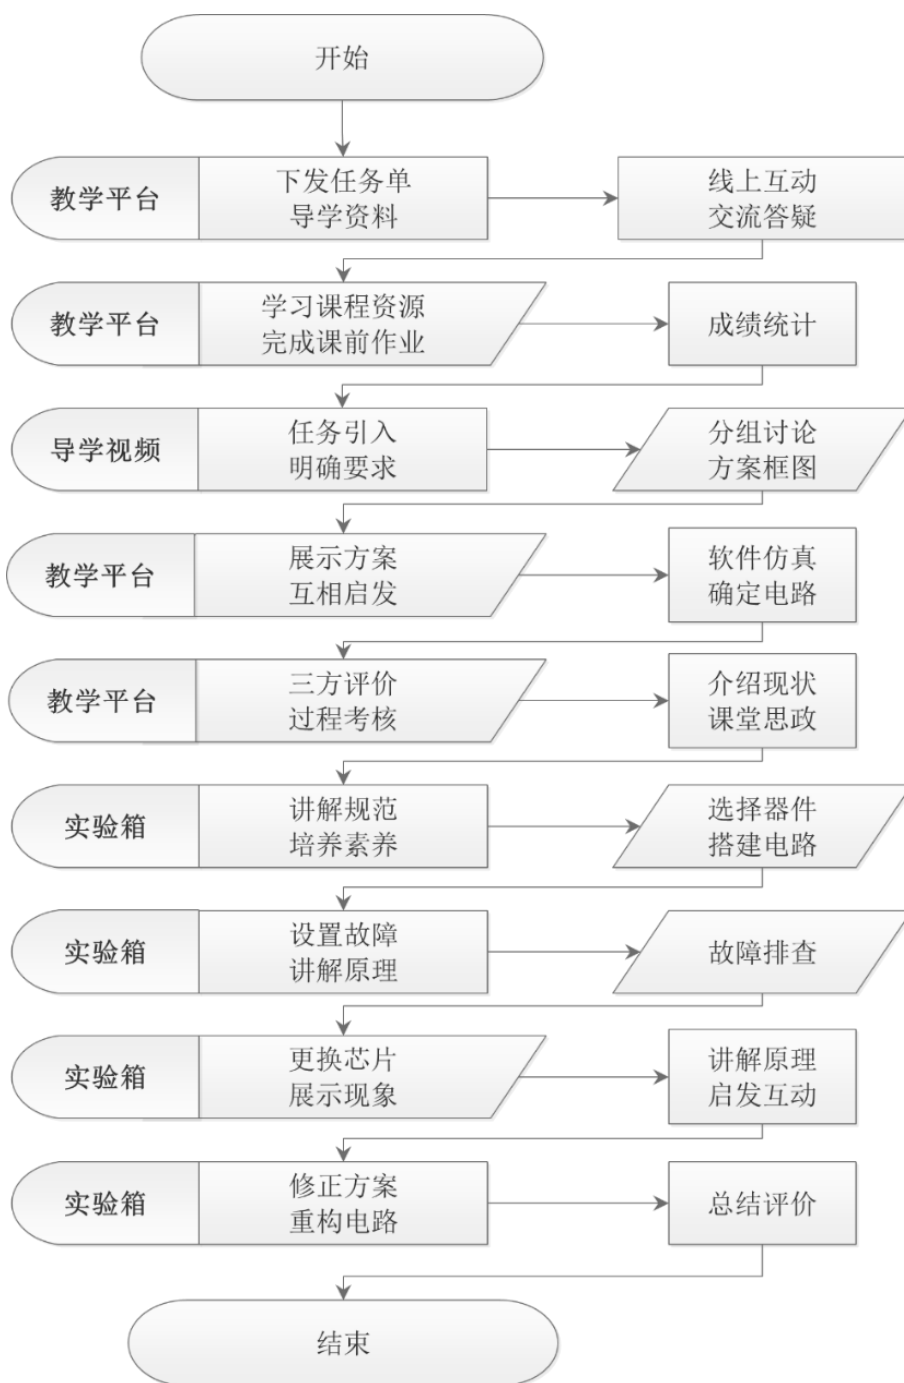 开始
教学平台
下发任务单
导学资料
线上互动
交流答疑
教学平台
学习课程资源
完成课前作业
成绩统计
导学视频
任务引入
明确要求
分组讨论
方案框图
教学平台
展示方案
互相启发
软件仿真
确定电路
教学平台
三方评价
过程考核
介绍现状
课堂思政
实验箱
讲解规范
培养素养
选择器件
搭建电路
实验箱
设置故障
讲解原理
故障排查
实验箱
更换芯片
展示现象
讲解原理
启发互动
实验箱
修正方案
重构电路
总结评价
结束